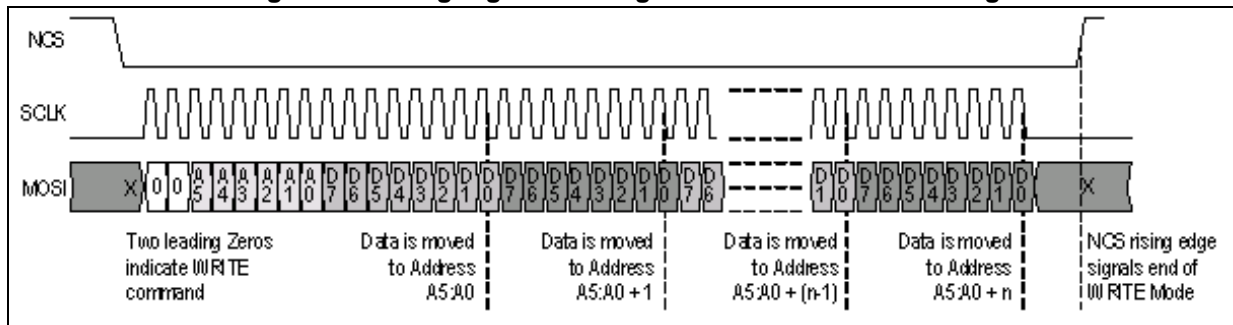 NCS
SCLK
MOSI X 0 0 A5 A4 A3 A2 A1 A0 D7 D6 D5 D4 D3 D2 D1 D0 D7 D6 D5 D4 D3 D2 D1 D0 D7 D6 D1 D0 D7 D6 D5 D4 D3 D2 D1 D0 X
Two leading Zeros
indicate WRITE
command
Data is moved
to Address
A5:A0
Data is moved
to Address
A5:A0 + 1
Data is moved
to Address
A5:A0 + (n-1)
Data is moved
to Address
A5:A0 + n
NCS rising edge
signals end of
WRITE Mode